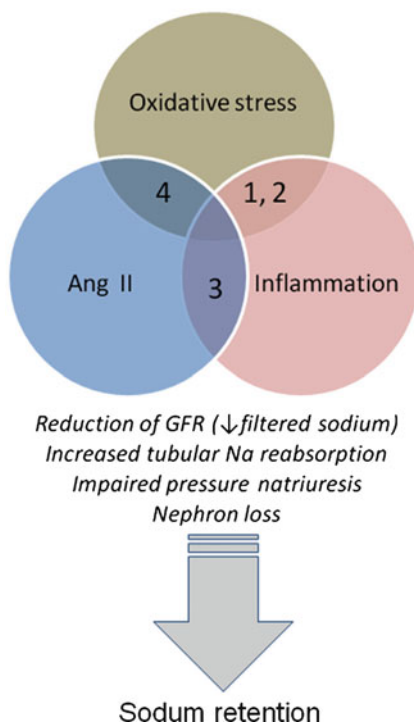 Oxidative stress
4
1, 2
Ang II
3
Inflammation
Reduction of GFR (↓filtered sodium)
Increased tubular Na reabsorption
Impaired pressure natriuresis
Nephron loss
Sodum retention